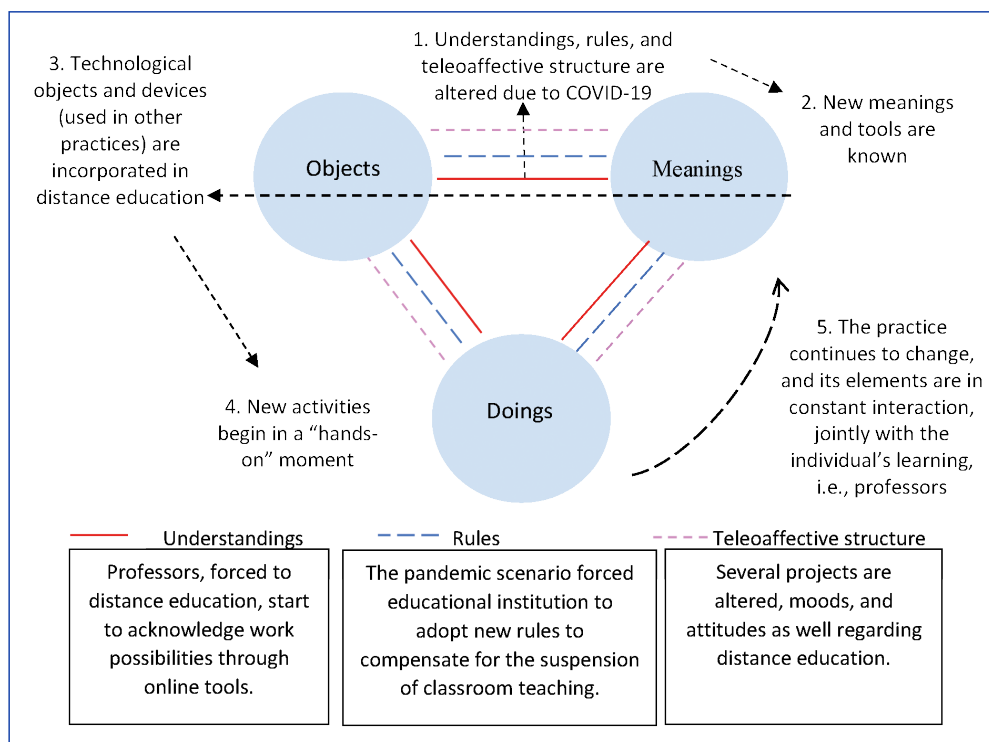 1. Understandings, rules, and
teleoaffective structure are
altered due to COVID-19
2. New meanings
and tools are
known
3. Technological
objects and devices
(used in other
practices) are
incorporated in
distance education
Objects
Meanings
Doings
4. New activities
begin in a “hands-
on” moment
5. The practice
continues to change,
and its elements are in
constant interaction,
jointly with the
individual’s learning,
i.e., professors
Understandings
Rules
Teleoaffective structure
Professors, forced to
distance education, start
to acknowledge work
possibilities through
online tools.
The pandemic scenario forced
educational institution to
adopt new rules to
compensate for the suspension
of classroom teaching.
Several projects are
altered, moods, and
attitudes as well regarding
distance education.